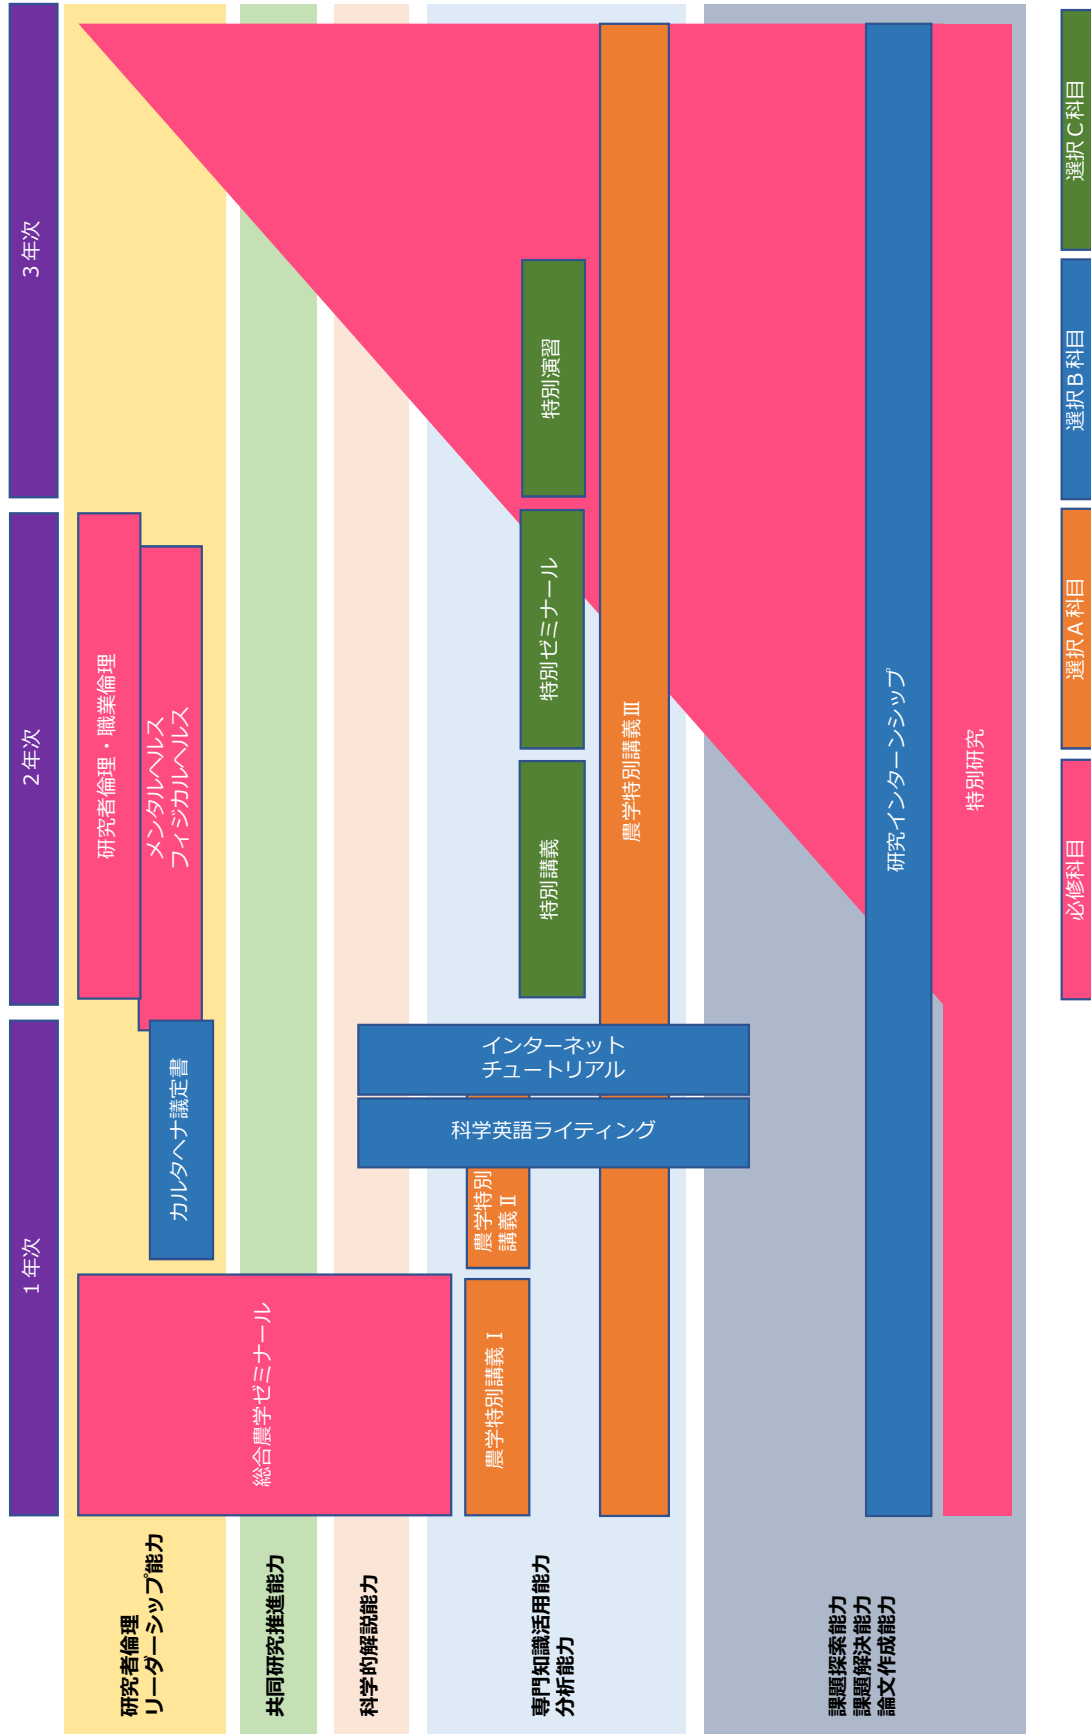 1年次
2年次
3年次
研究者倫理
リーダーシップ能力
共同研究推進能力
科学的解説能力
専門知識活用能力
分析能力
課題探索能力
課題解決能力
論文作成能力
総合農学ゼミナール
カルタヘナ議定書
研究者倫理・職業倫理
メンタルヘルス
フィジカルヘルス
農学特別講義Ⅰ
農学特別
講義Ⅱ
科学英語ライティング
インターネット
チュートリアル
特別講義
特別ゼミナール
特別演習
農学特別講義Ⅲ
研究インターンシップ
特別研究
必修科目
選択A科目
選択B科目
選択C科目